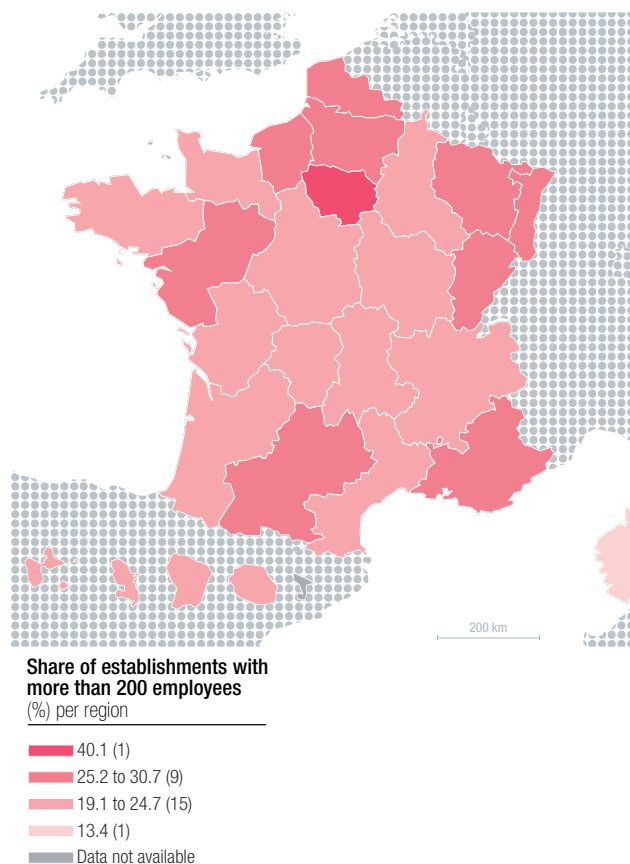 200 km
Share of establishments with
more than 200 employees
(%) per region
40.1 (1)
25.2 to 30.7 (9)
19.1 to 24.7 (15)
13.4 (1)
Data not available